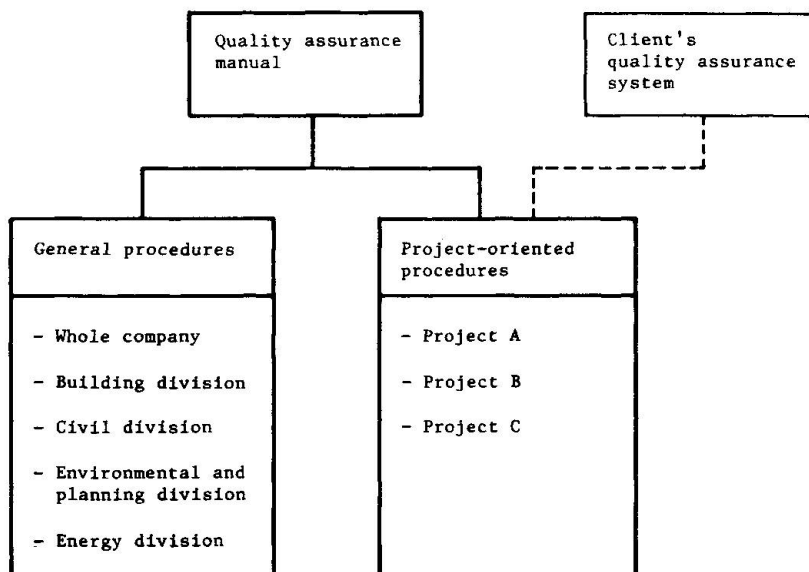 Quality assurance
manual
Client's
quality assurance
system
General procedures
- Whole company
- Building division
- Civil division
- Environmental and
planning division
- Energy division
Project-oriented
procedures
- Project A
- Project B
- Project C